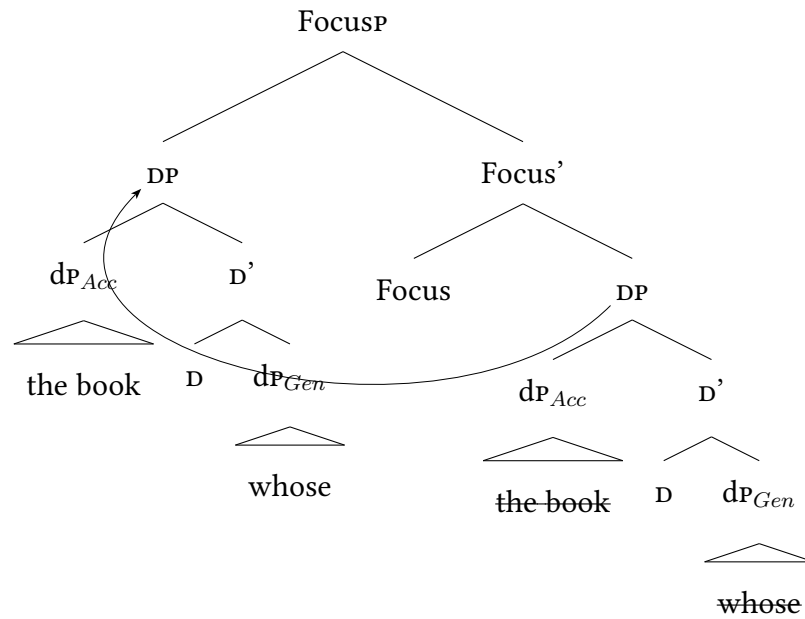 FocusP
DP Focus’
dP_Acc D’ Focus DP
the book D dP_Gen dP_Acc D’
whose the book D dP_Gen
whose